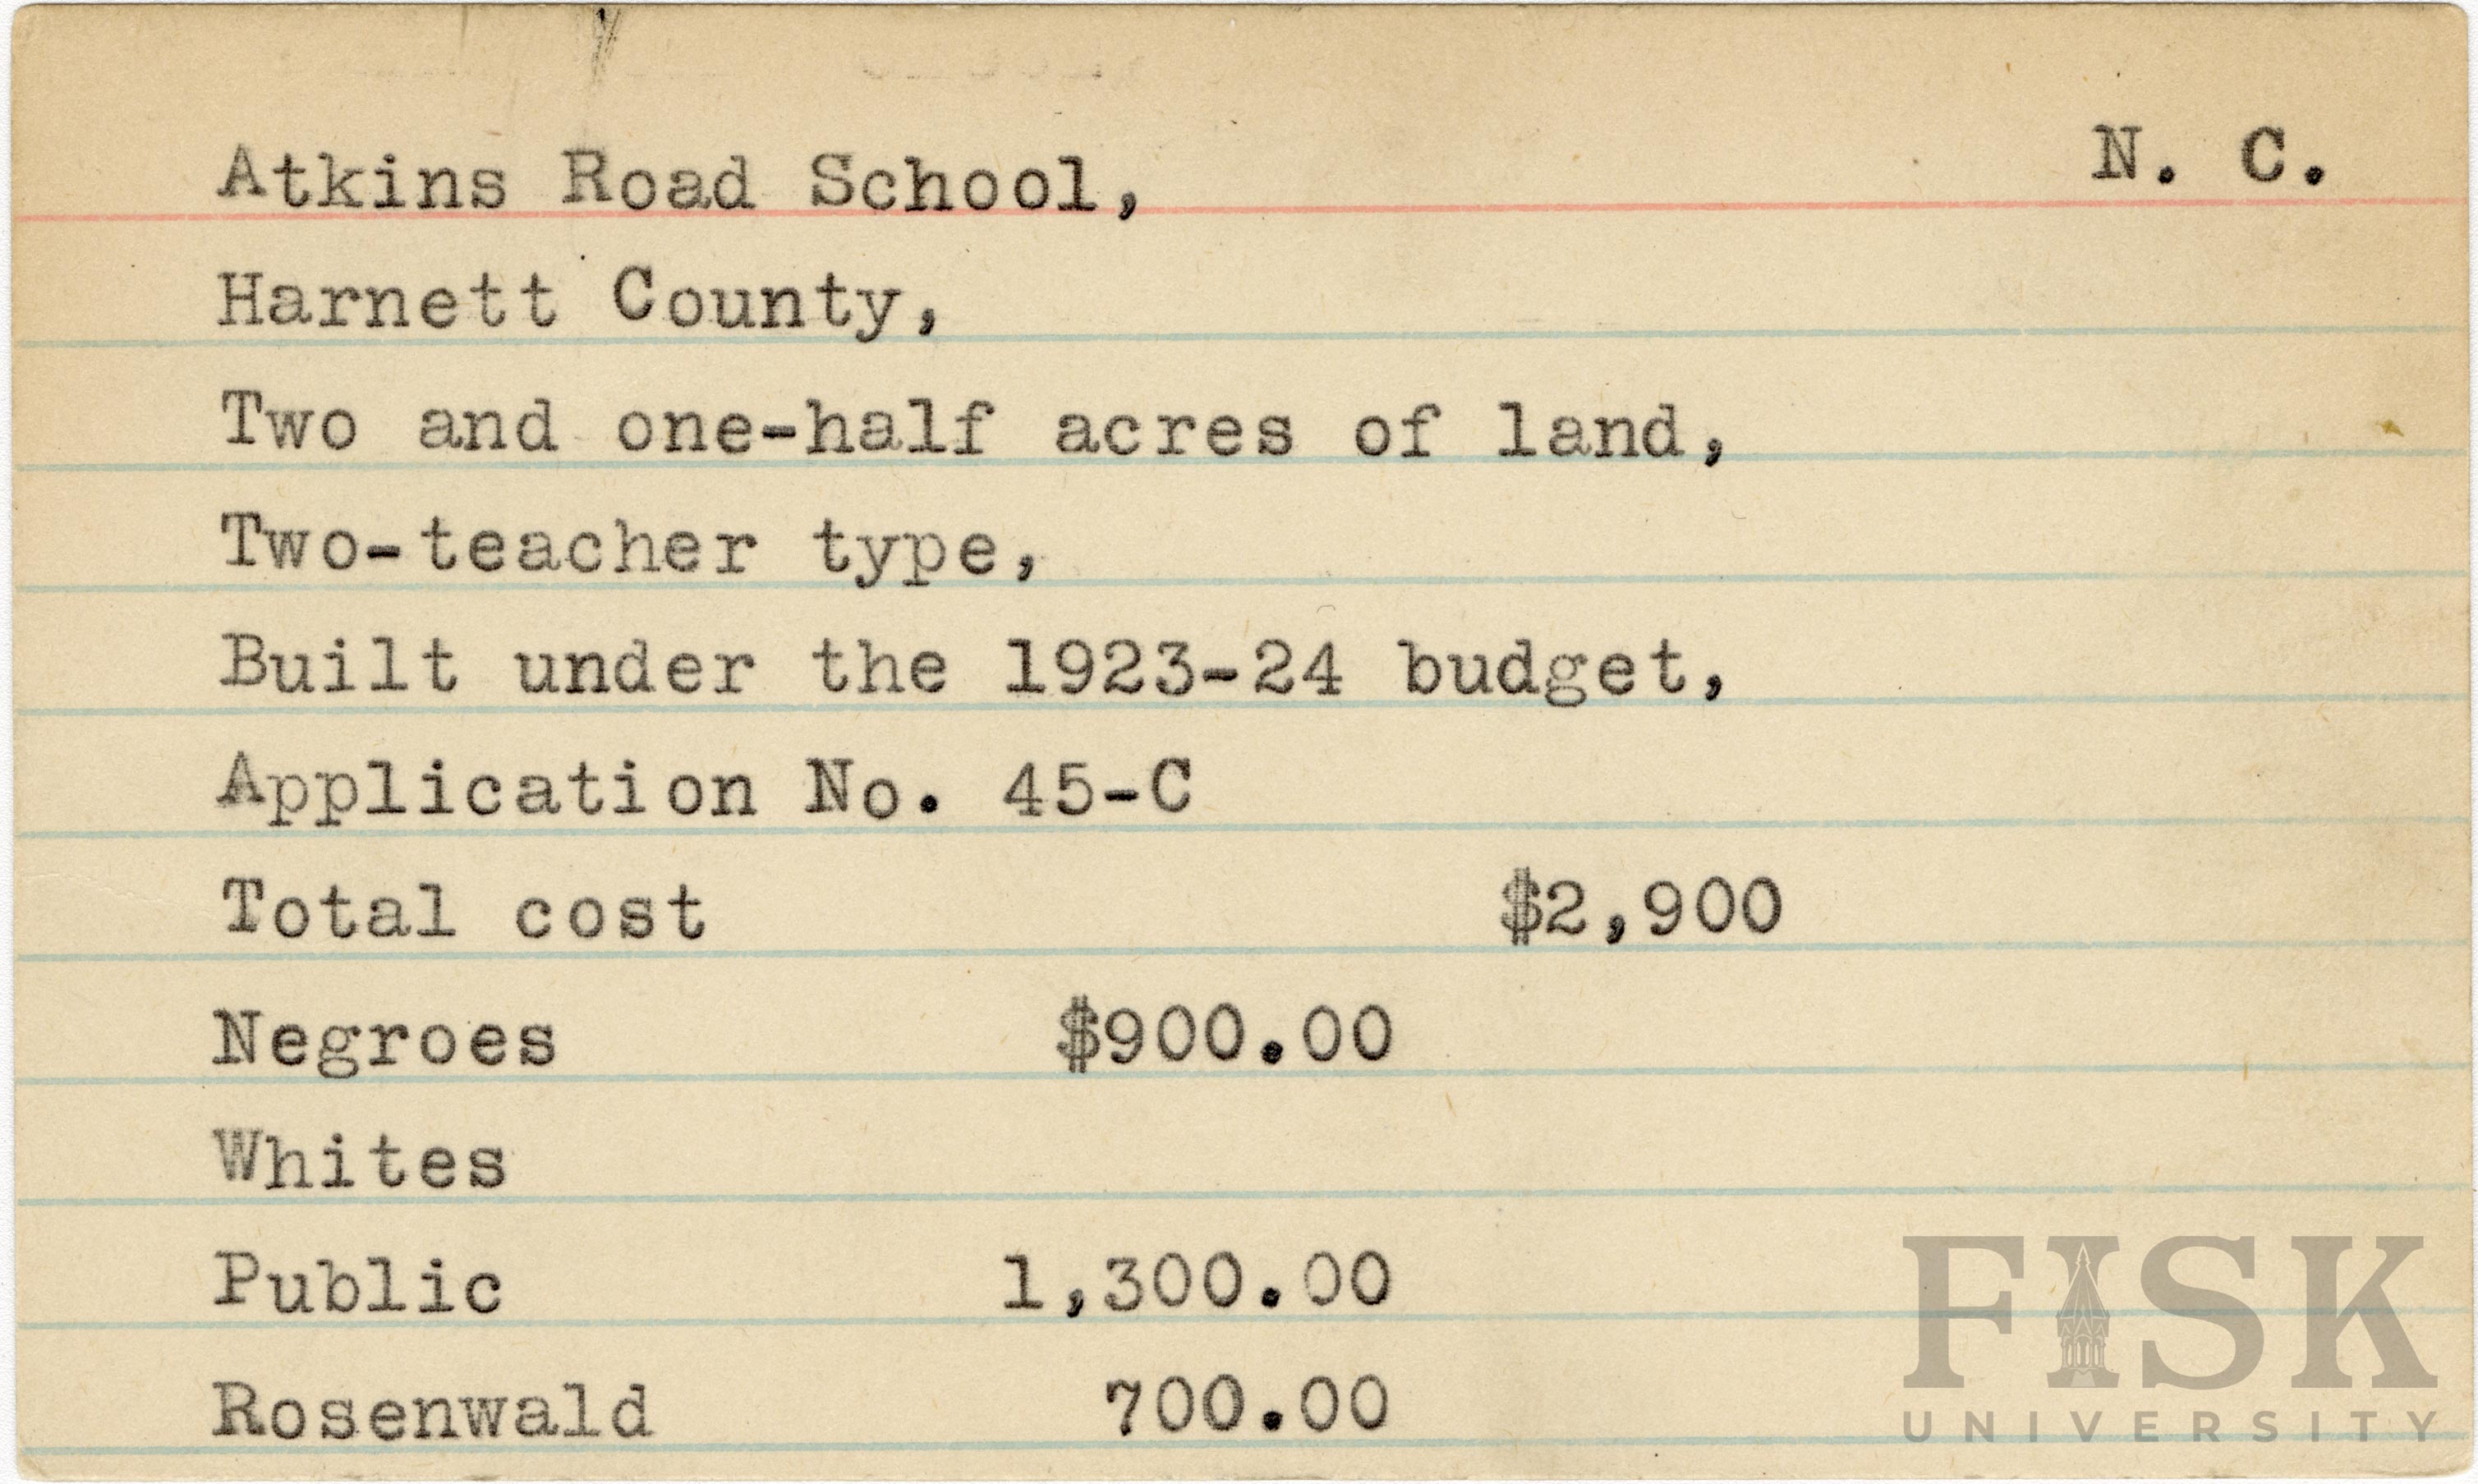 Atkins Road School, N. C.
Harnett County,
Two and one-half acres of land,
Two-teacher type,
Built under the 1923-24 budget,
Application No. 45-C
Total cost $2,900
Negroes $900.00
Whites
Public 1,300.00
Rosenwald 700.00
FISK
UNIVERSITY